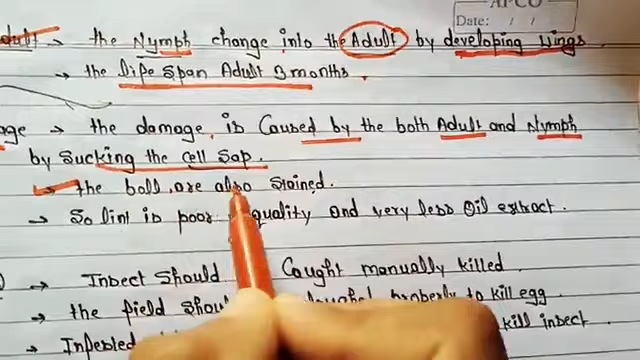 APCO
Date: / /
Adult → the Nymph change into the Adult by developing wings
→ the life span Adult 3 months.
→ the damage is Caused by the both Adult and Nymph
by Sucking the cell Sap.
→ the boll are also Stained.
→ So lint is poor quality and very less Oil extract.
→ Insect Should Caught manually killed.
→ the field properly to kill egg
→ Infested kill insect.